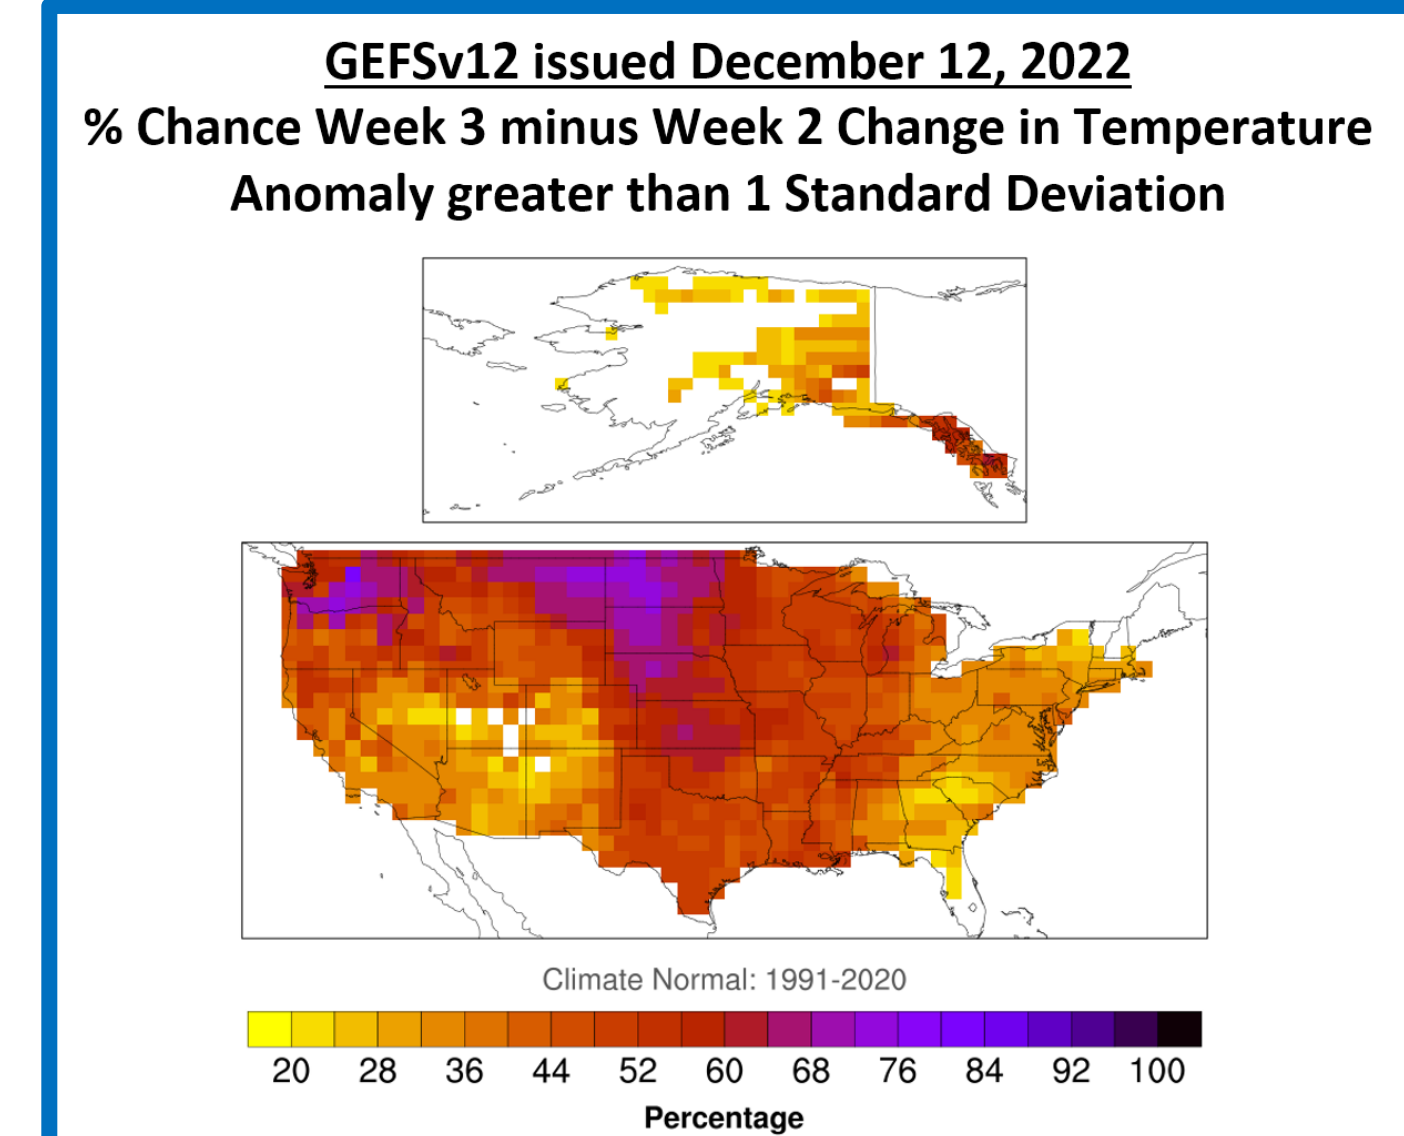 GEFSv12 issued December 12, 2022
% Chance Week 3 minus Week 2 Change in Temperature
Anomaly greater than 1 Standard Deviation
Climate Normal: 1991-2020
20 28 36 44 52 60 68 76 84 92 100
Percentage